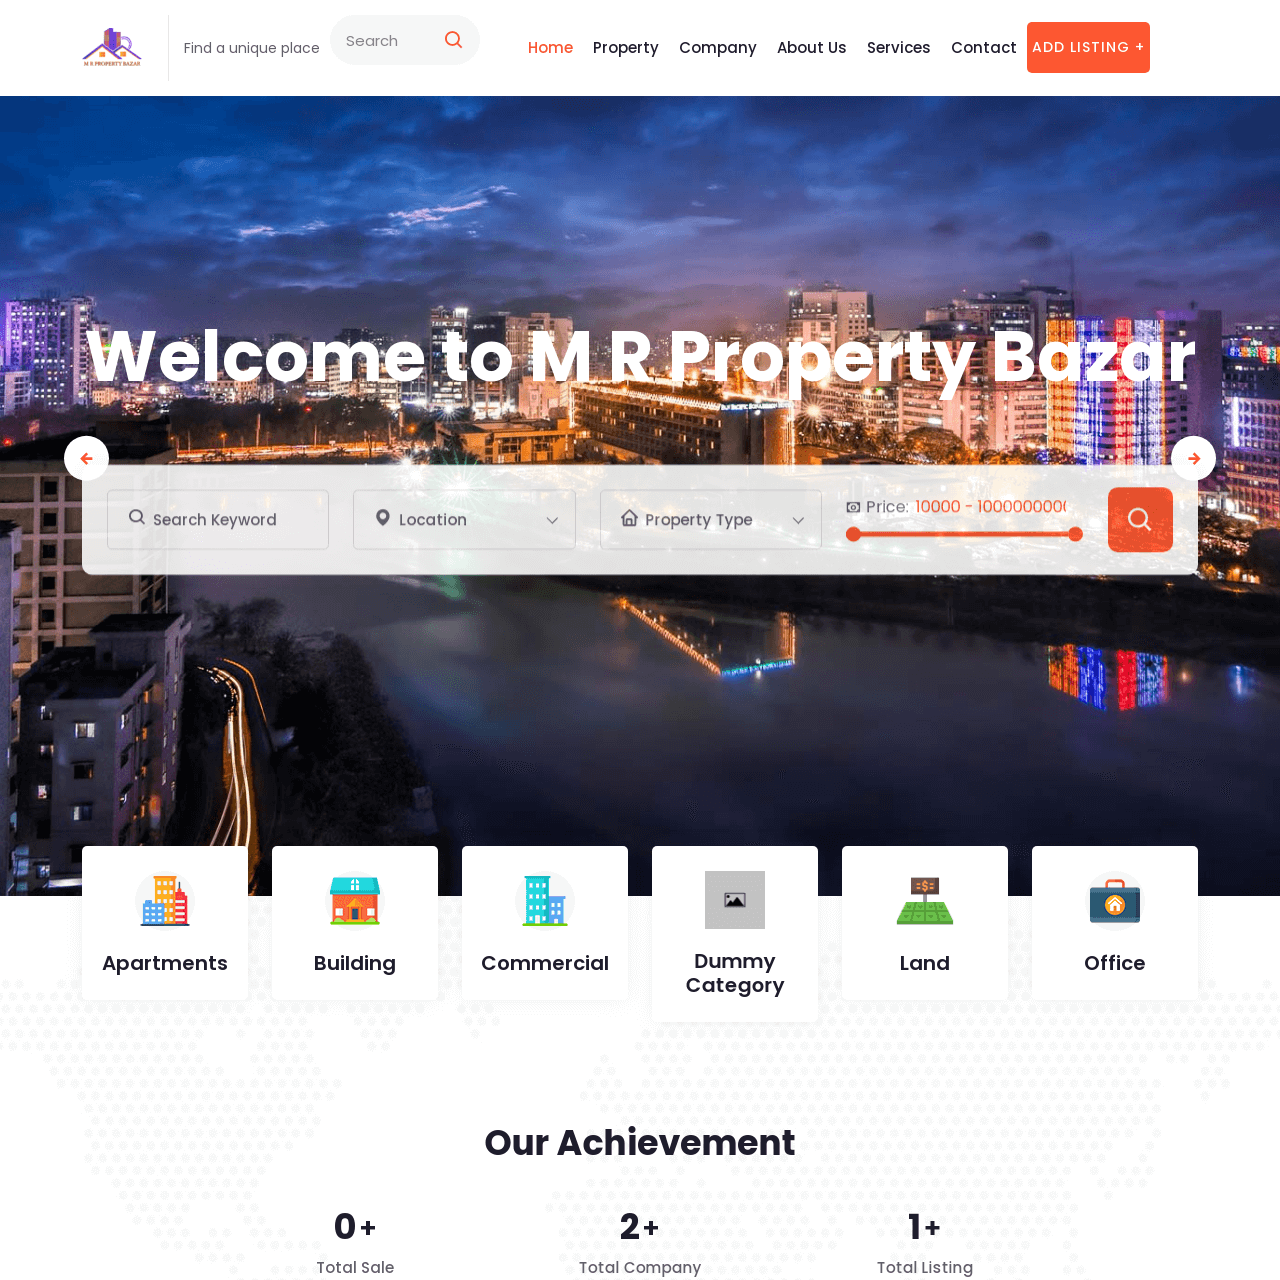 M R PROPERTY BAZAR
Find a unique place
Search
Home
Property
Company
About Us
Services
Contact
ADD LISTING +
Welcome to M R Property Bazar
Search Keyword
Location
Property Type
Price: 10000 - 1000000000
Apartments
Building
Commercial
Dummy
Category
Land
Office
Our Achievement
0+
2+
1+
Total Sale
Total Company
Total Listing